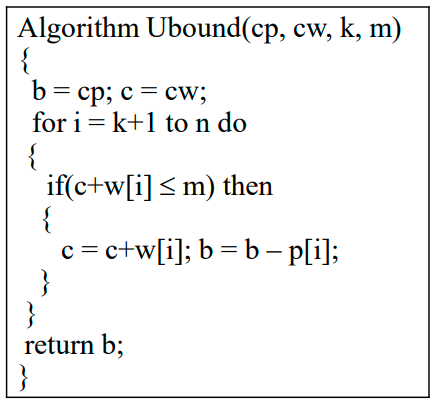 Algorithm Ubound(cp, cw, k, m)
{
b = cp; c = cw;
for i = k+1 to n do
{
if(c+w[i] ≤ m) then
{
c = c+w[i]; b = b – p[i];
}
}
return b;
}